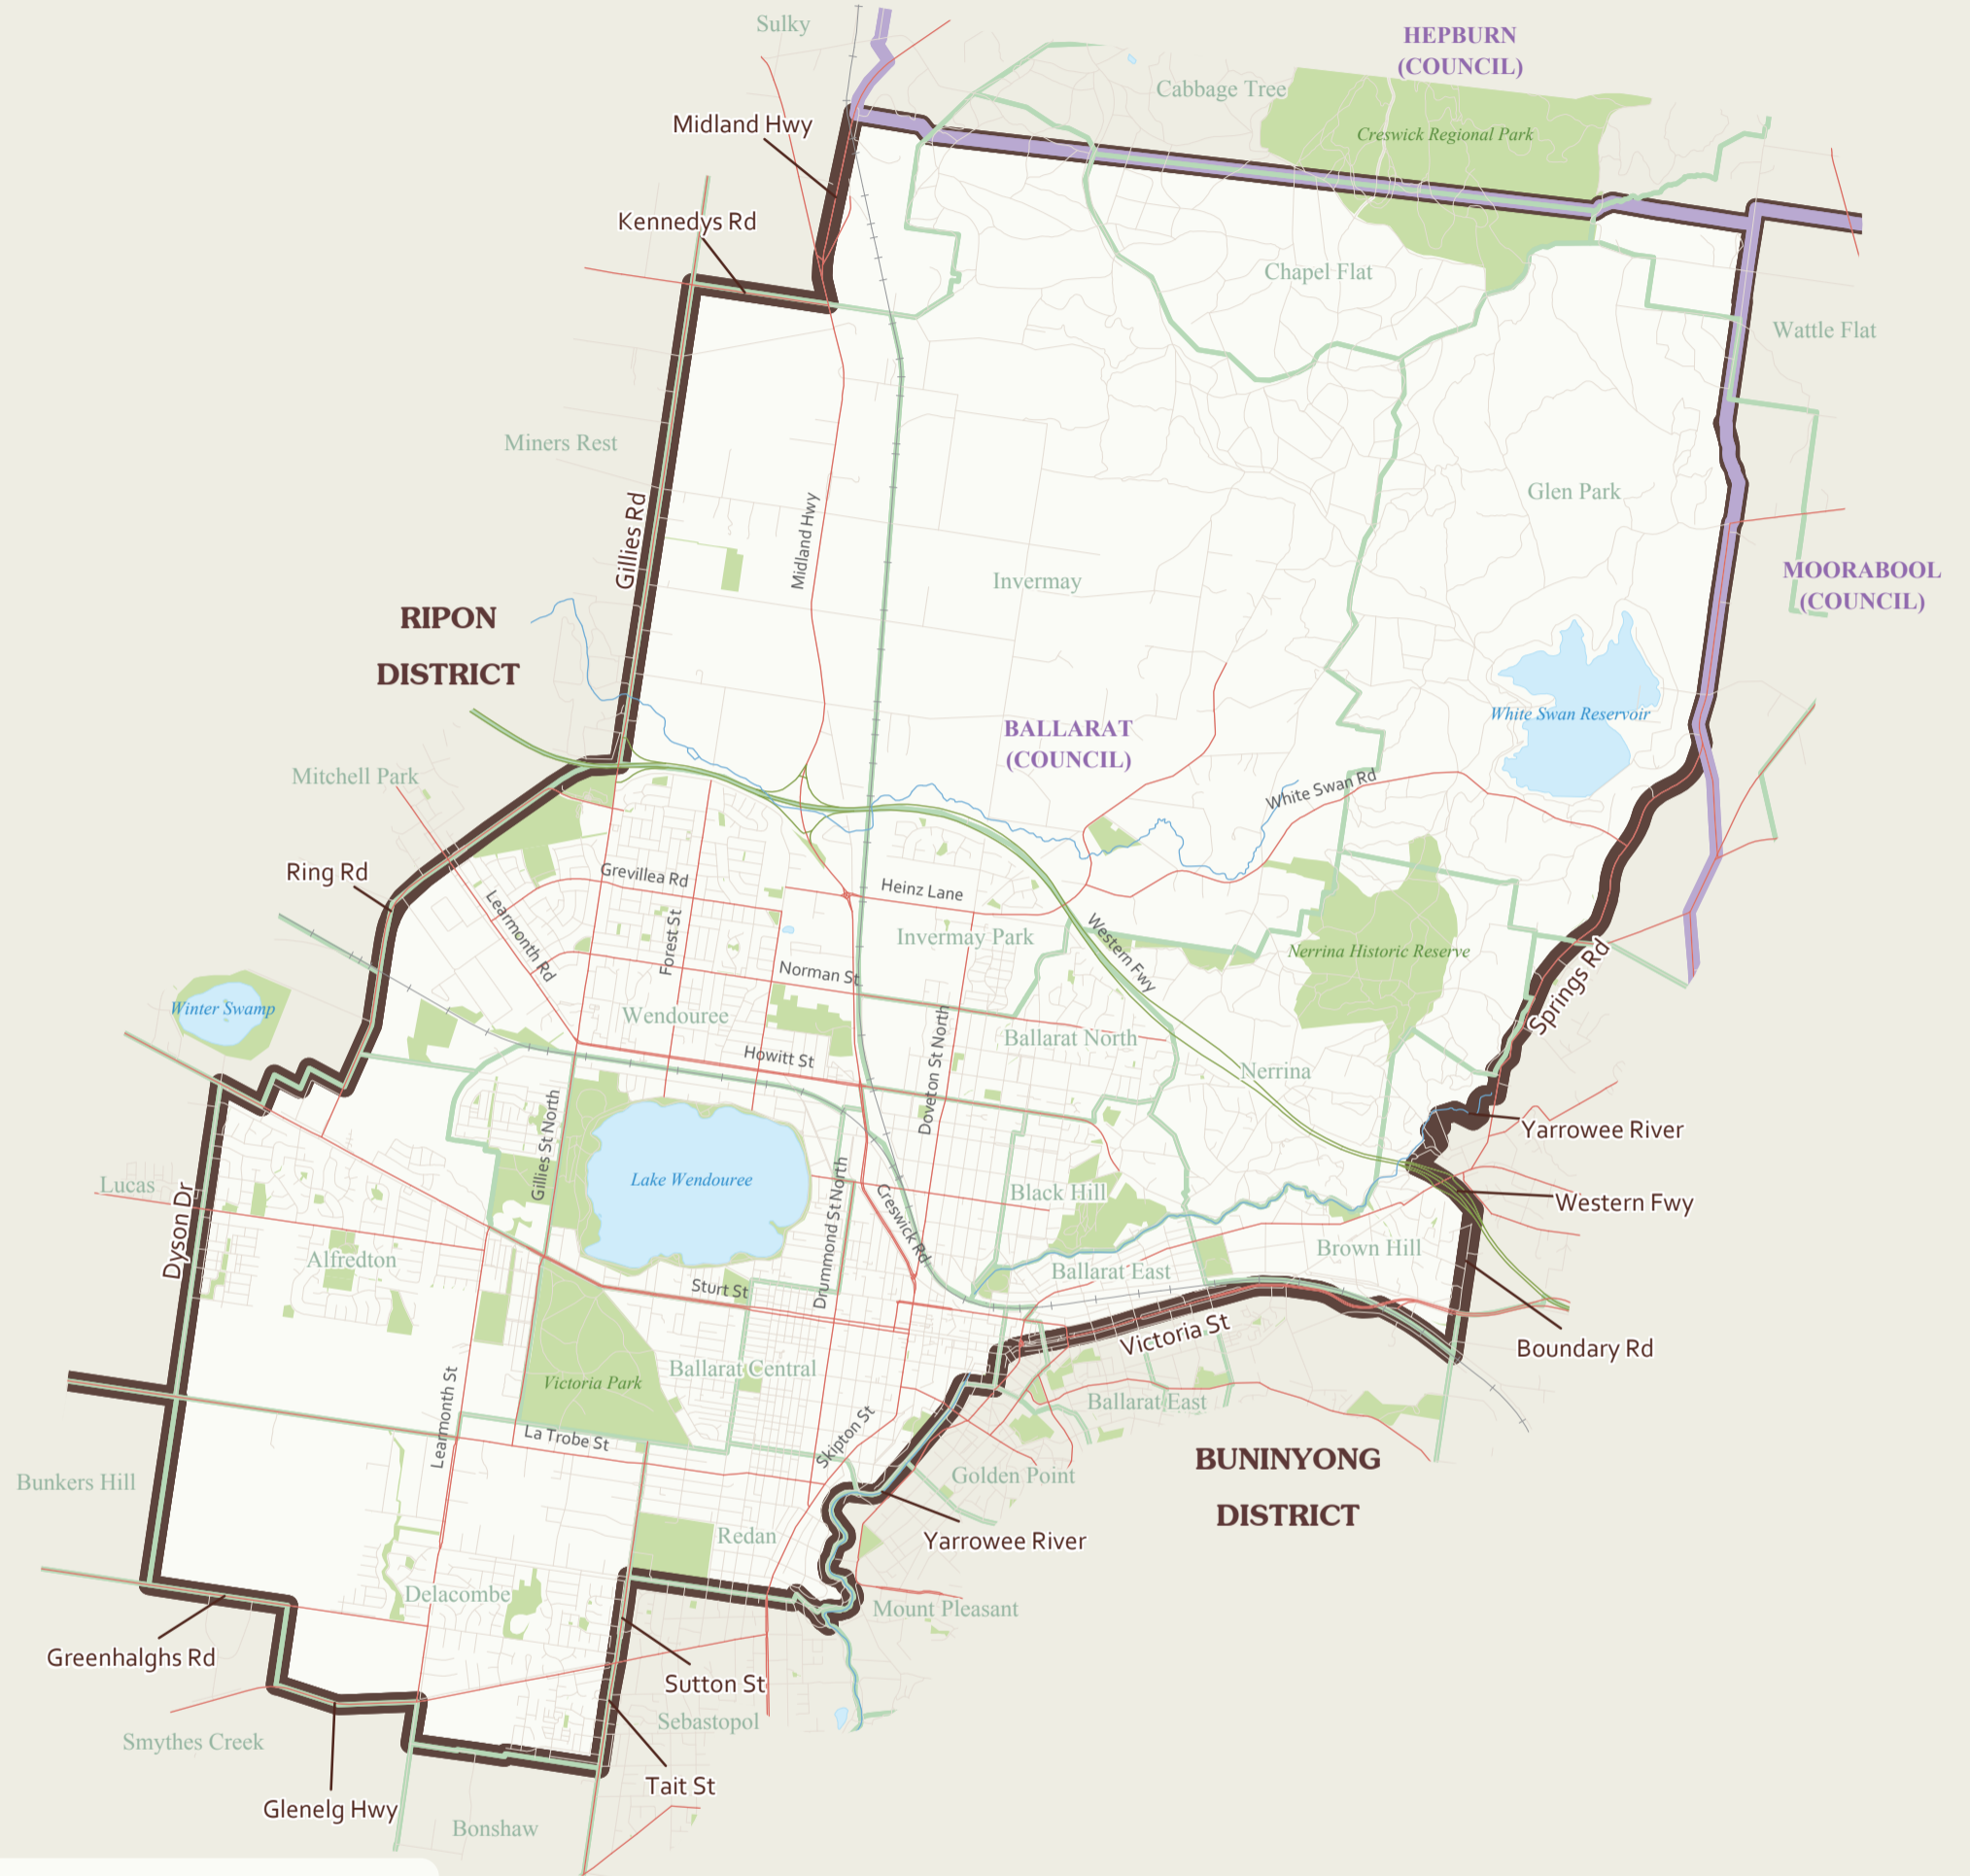 Sulky
HEPBURN
(COUNCIL)
Cabbage Tree
Midland Hwy
Creswick Regional Park
Kennedys Rd
Chapel Flat
Wattle Flat
Miners Rest
Gillies Rd
Midland Hwy
Glen Park
Invermay
MOORABOOL
(COUNCIL)
RIPON
DISTRICT
White Swan Reservoir
BALLARAT
(COUNCIL)
Mitchell Park
White Swan Rd
Ring Rd
Grevillea Rd
Heinz Lane
Learmonth Rd
Forest St
Invermay Park
Western Fwy
Nerrina Historic Reserve
Norman St
Springs Rd
Winter Swamp
Wendouree
Ballarat North
Doveton St North
Howitt St
Nerrina
Gillies St North
Yarrowee River
Lake Wendouree
Lucas
Dyson Dr
Black Hill
Western Fwy
Drummond St North
Creswick Rd
Alfredton
Brown Hill
Ballarat East
Sturt St
Victoria St
Boundary Rd
Ballarat Central
Victoria Park
Learmonth St
Ballarat East
La Trobe St
Skipton St
BUNINYONG
DISTRICT
Bunkers Hill
Golden Point
Redan
Yarrowee River
Delacombe
Mount Pleasant
Greenhalghs Rd
Sutton St
Sebastopol
Smythes Creek
Tait St
Glenelg Hwy
Bonshaw